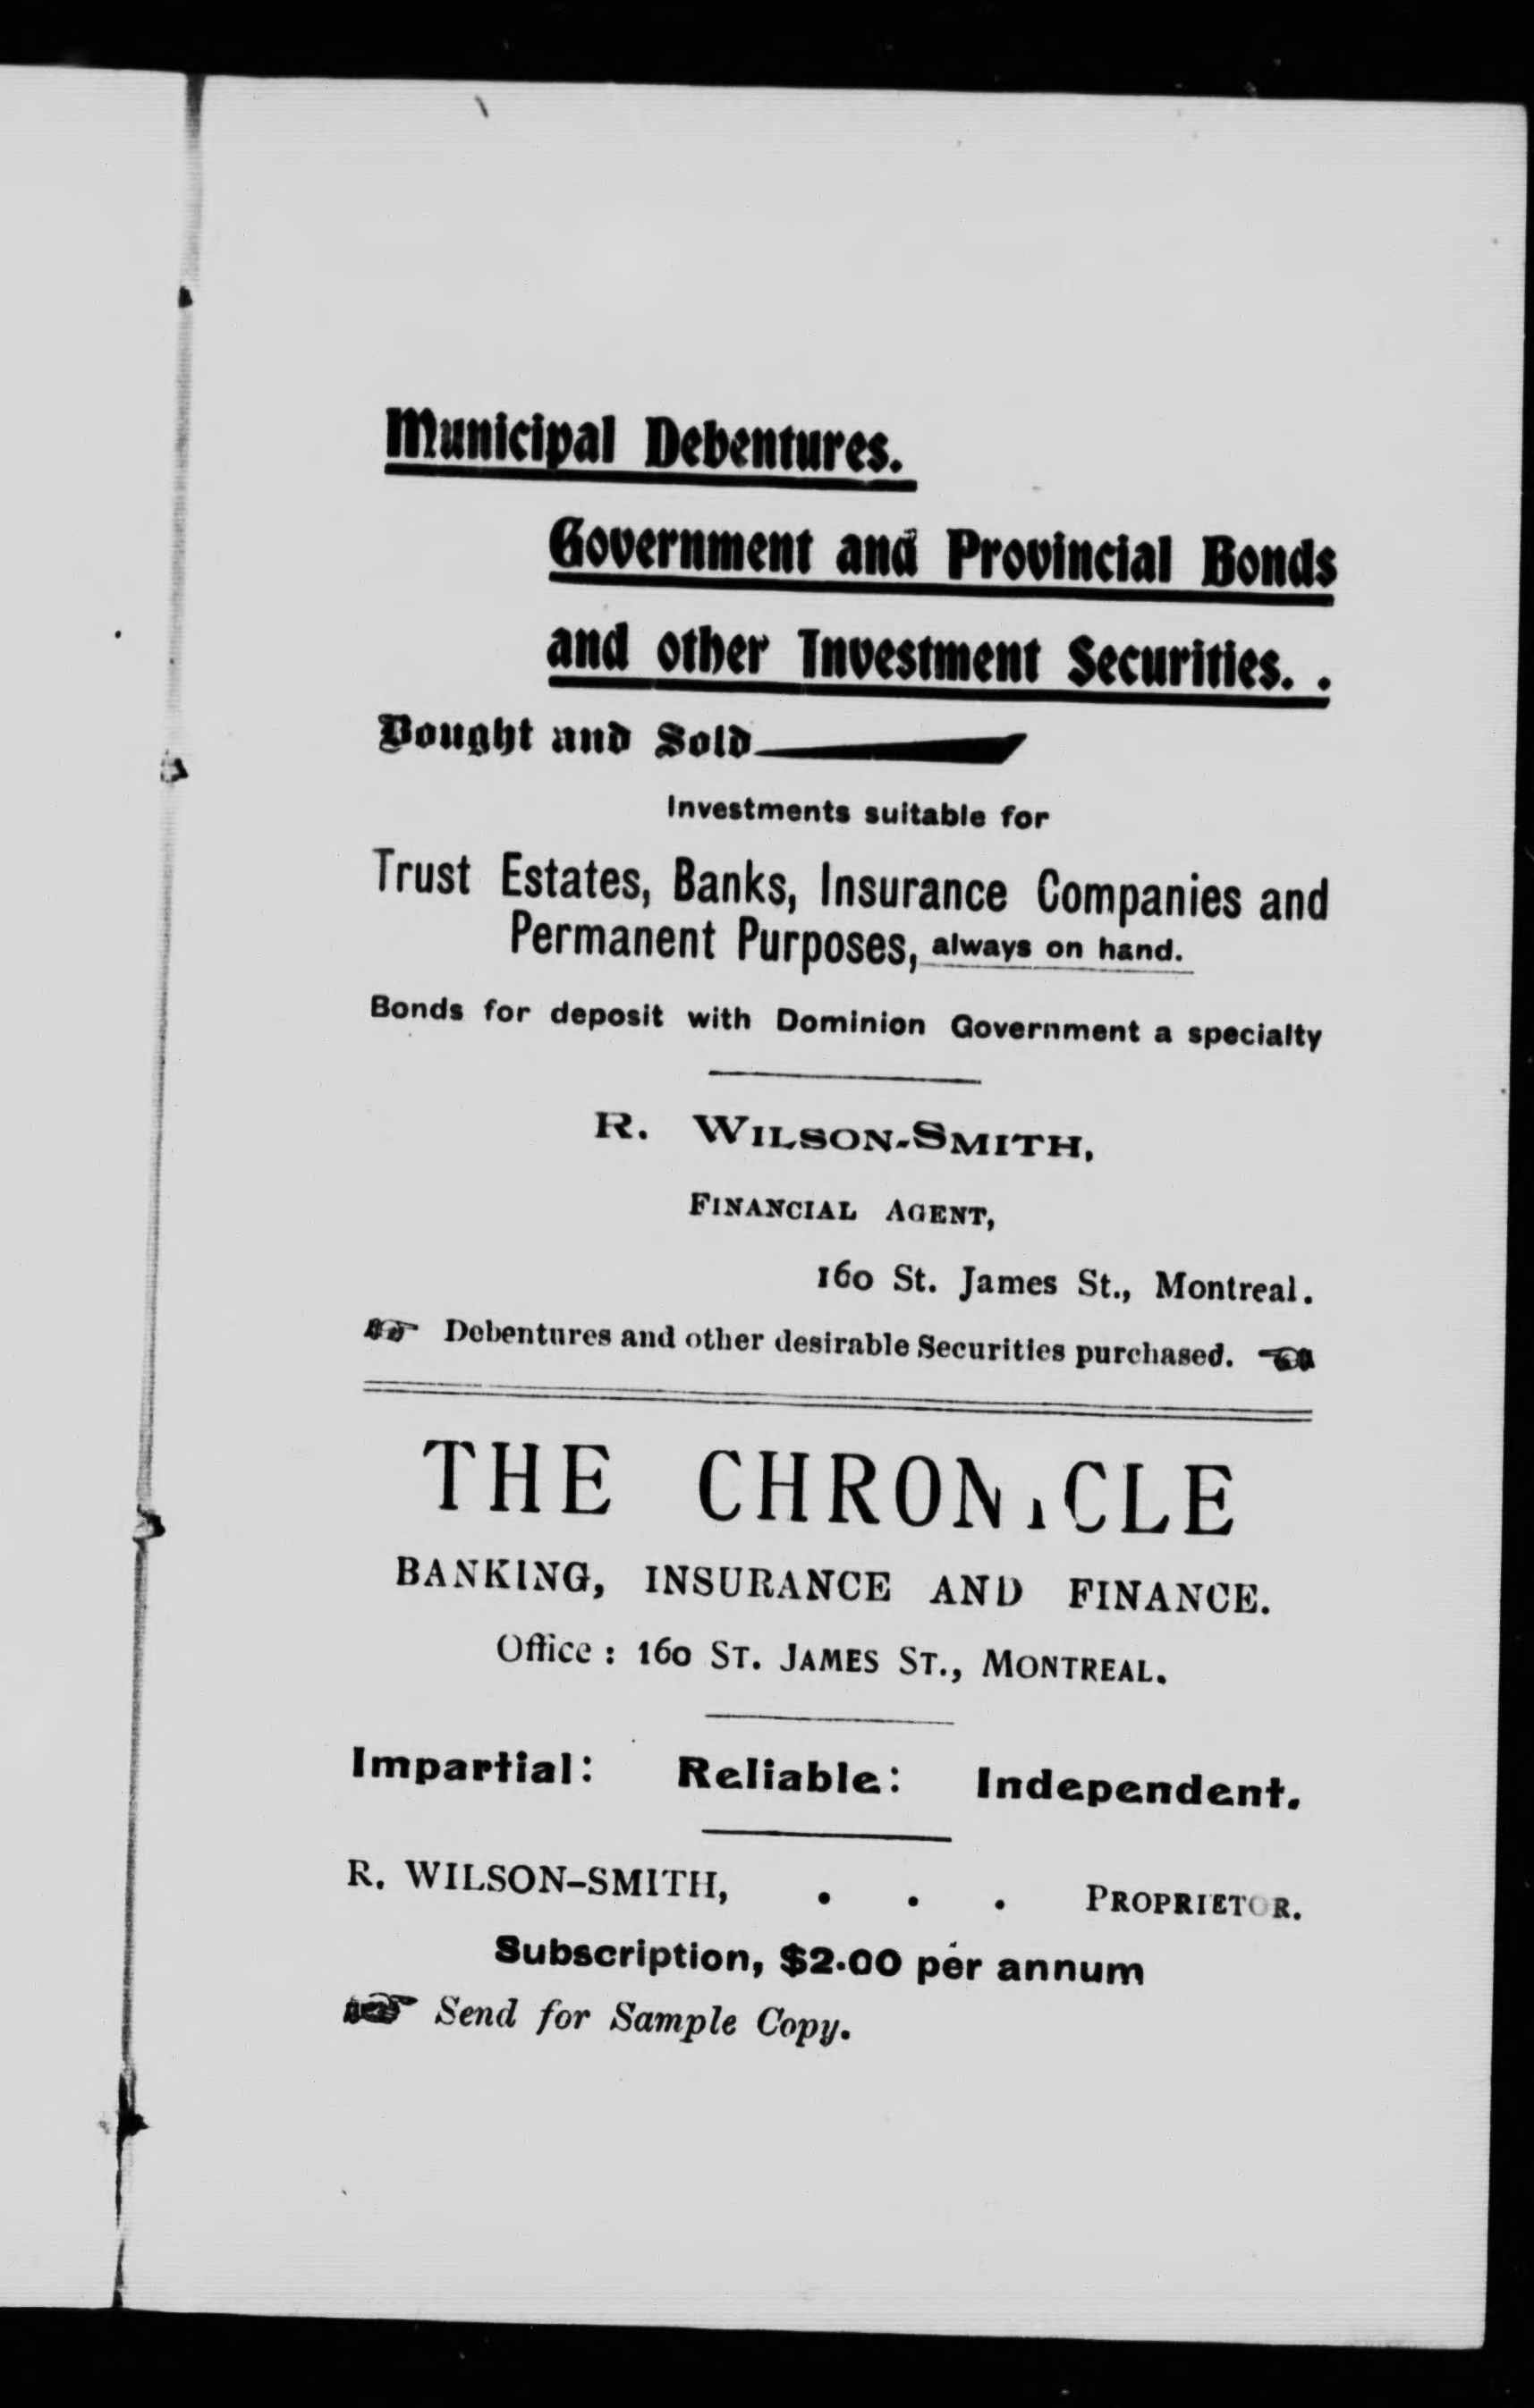 Municipal Debentures.
Government and Provincial Bonds
and other Investment Securities. .
Bought and Sold
Investments suitable for
Trust Estates, Banks, Insurance Companies and
Permanent Purposes, always on hand.
Bonds for deposit with Dominion Government a specialty
R. WILSON-SMITH,
FINANCIAL AGENT,
160 St. James St., Montreal.
☞ Debentures and other desirable Securities purchased. ☜
THE CHRONICLE
BANKING, INSURANCE AND FINANCE.
Office : 160 ST. JAMES ST., MONTREAL.
Impartial: Reliable: Independent.
R. WILSON-SMITH, . . . PROPRIETOR.
Subscription, $2.00 per annum
☞ Send for Sample Copy.